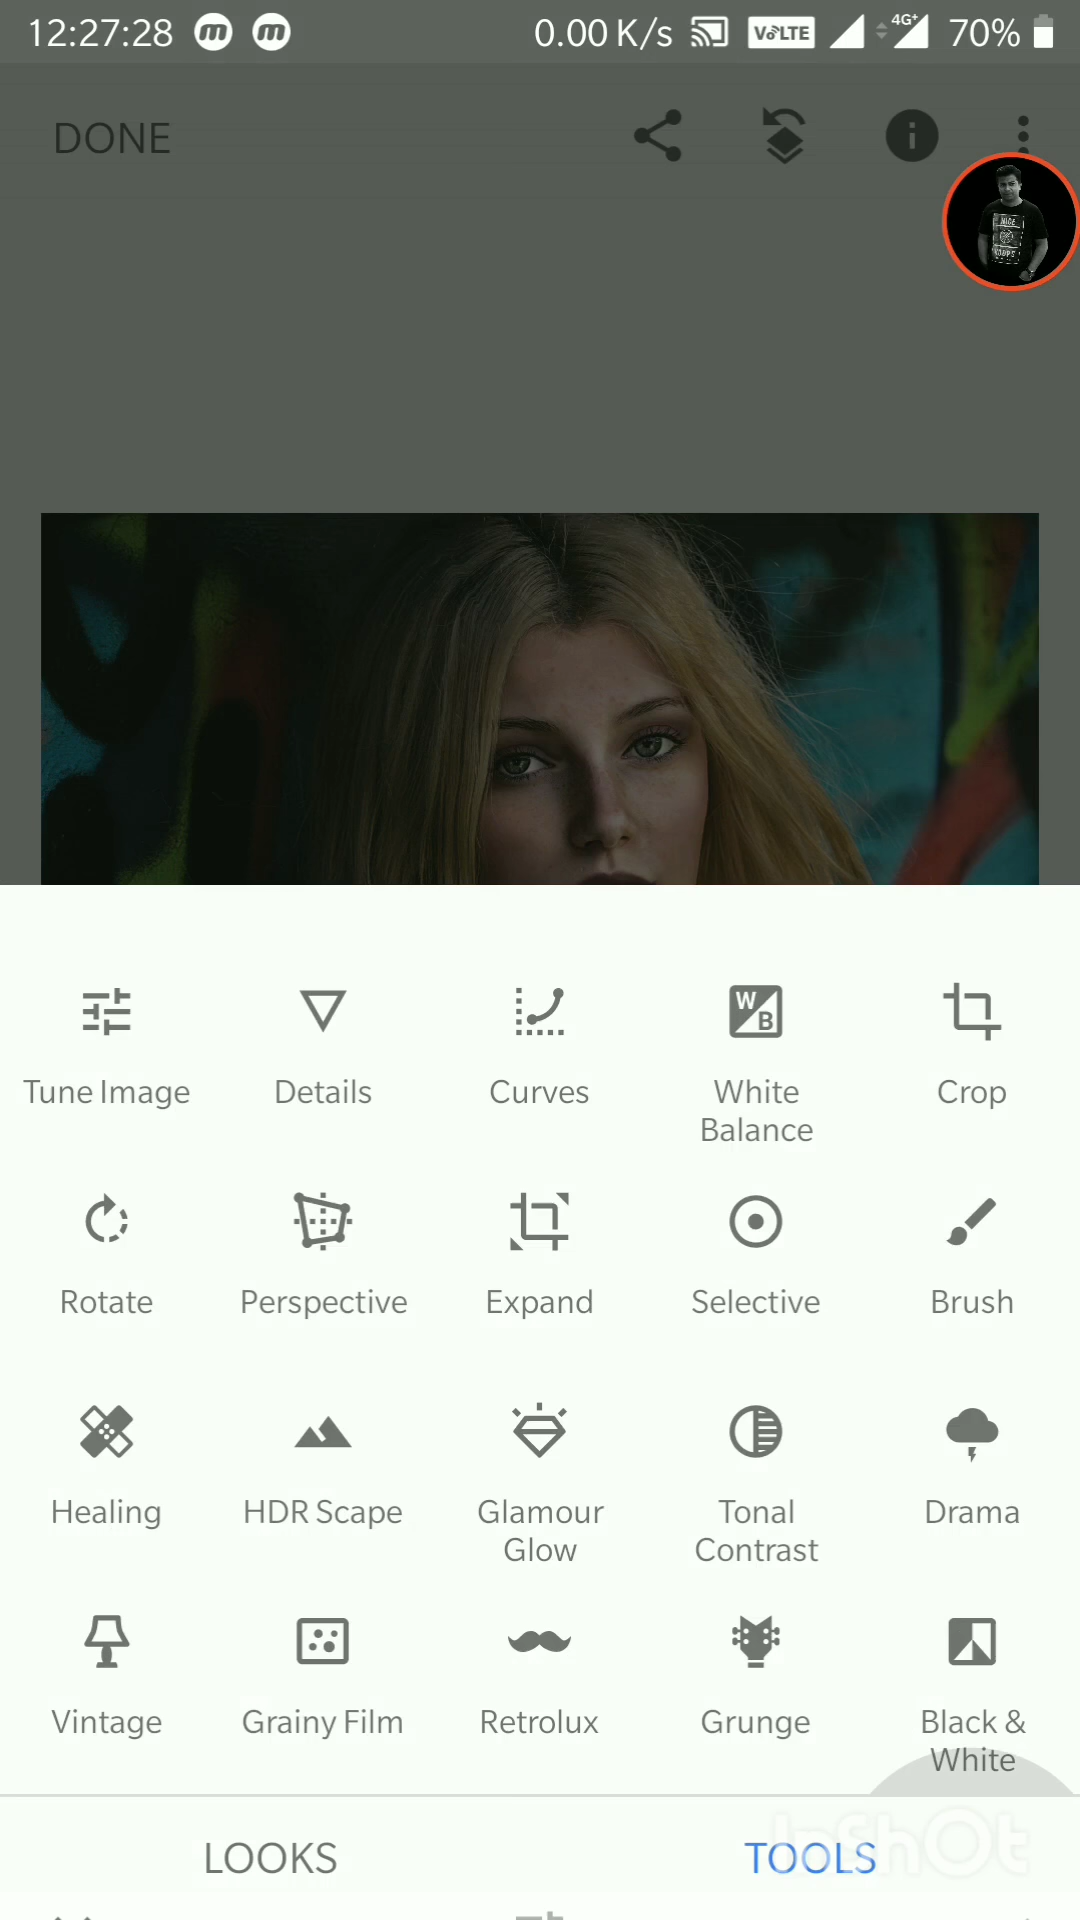 12:27:28 m m 0.00 K/s VoLTE 4G+ 70%
DONE
NICE
Tune Image Details Curves White Balance Crop
Rotate Perspective Expand Selective Brush
Healing HDR Scape Glamour Glow Tonal Contrast Drama
Vintage Grainy Film Retrolux Grunge Black & White
LOOKS TOOLS
InShOt